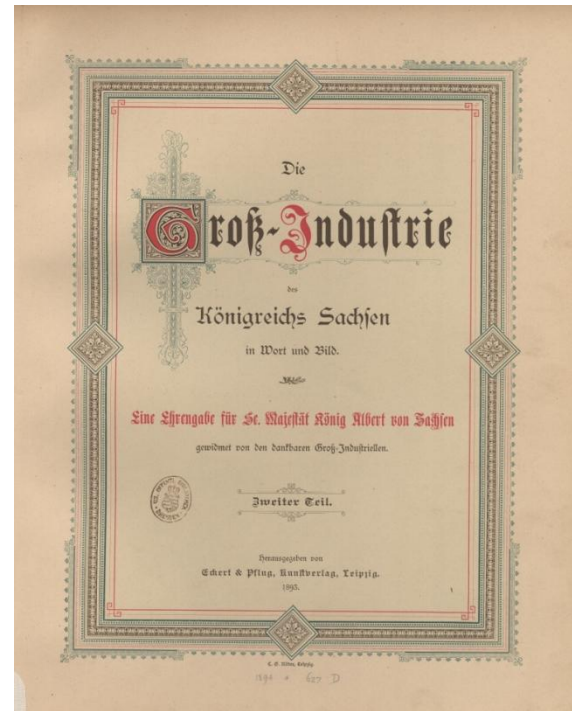 Die
Groß-Industrie
des
Königreichs Sachsen
in Wort und Bild.
Eine Ehrengabe für Se. Majestät König Albert von Sachsen
gewidmet von den dankbaren Groß-Industriellen.
Zweiter Teil.
Herausgegeben von
Eckert & Pflug, Kunstverlag, Leipzig.
1893.
Leipzig.